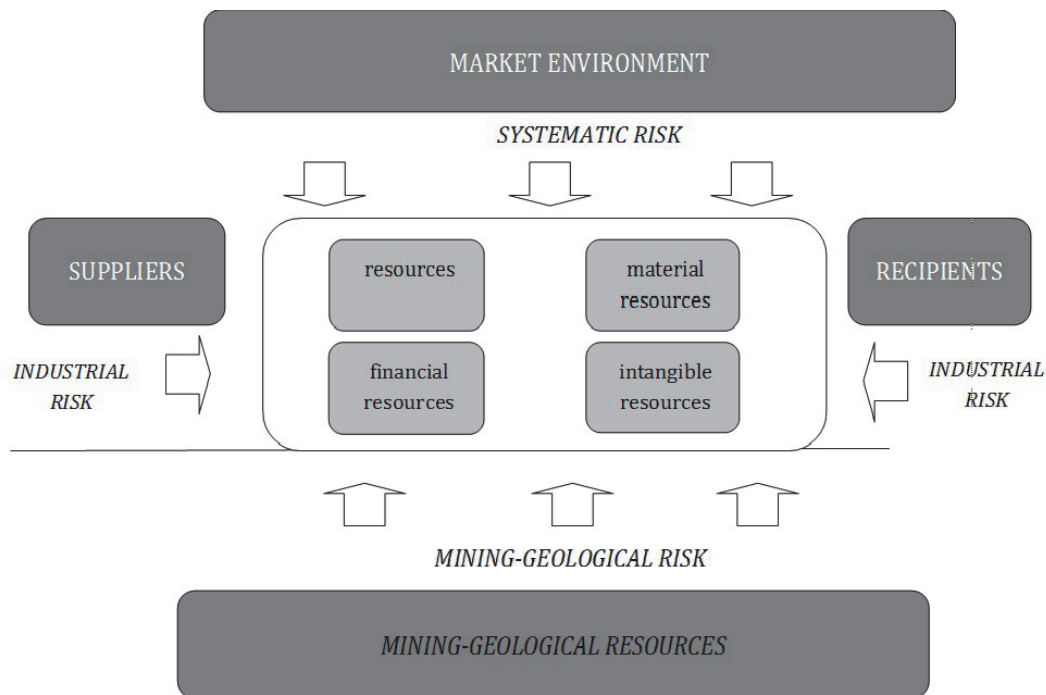 MARKET ENVIRONMENT
SYSTEMATIC RISK
SUPPLIERS
resources
material
resources
RECIPIENTS
INDUSTRIAL
RISK
financial
resources
intangible
resources
INDUSTRIAL
RISK
MINING-GEOLOGICAL RISK
MINING-GEOLOGICAL RESOURCES